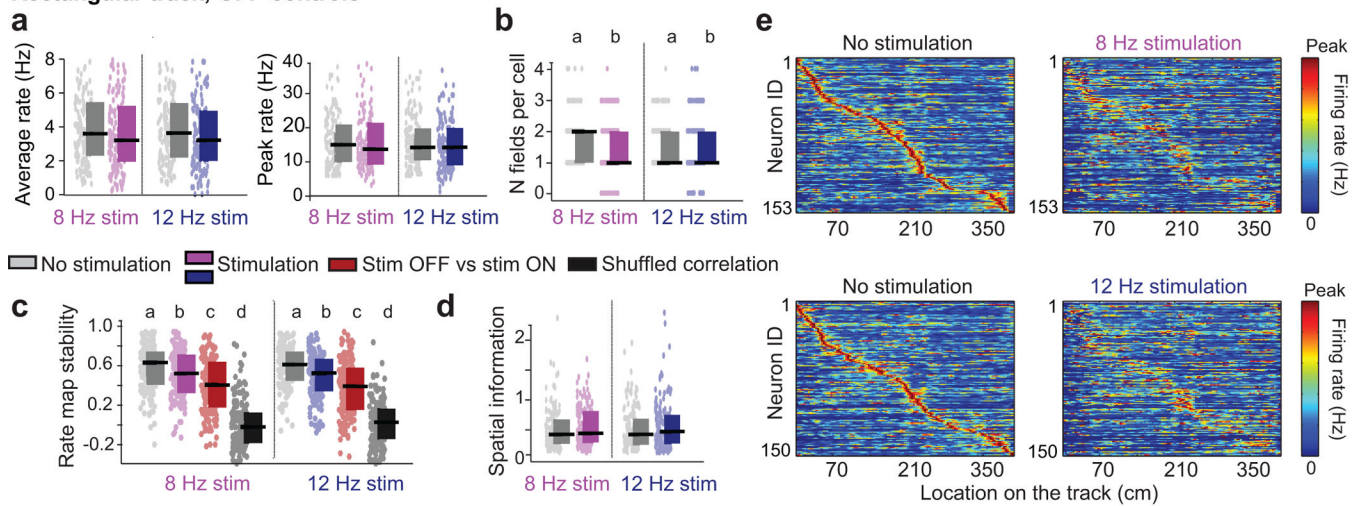 a
Average rate (Hz)
8
6
4
2
0
8 Hz stim
12 Hz stim
Peak rate (Hz)
40
30
20
10
0
8 Hz stim
12 Hz stim
b
a b a b
N fields per cell
4
3
2
1
0
8 Hz stim
12 Hz stim
No stimulation
Stimulation
Stim OFF vs stim ON
Shuffled correlation
c
a b c d a b c d
Rate map stability
1.0
0.6
0.2
-0.2
8 Hz stim
12 Hz stim
d
Spatial information
2
1
0
8 Hz stim
12 Hz stim
e
No stimulation
8 Hz stimulation
Neuron ID
1
153
70 210 350
1
153
70 210 350
Peak
Firing rate (Hz)
0
No stimulation
12 Hz stimulation
Neuron ID
1
150
70 210 350
1
150
70 210 350
Peak
Firing rate (Hz)
0
Location on the track (cm)